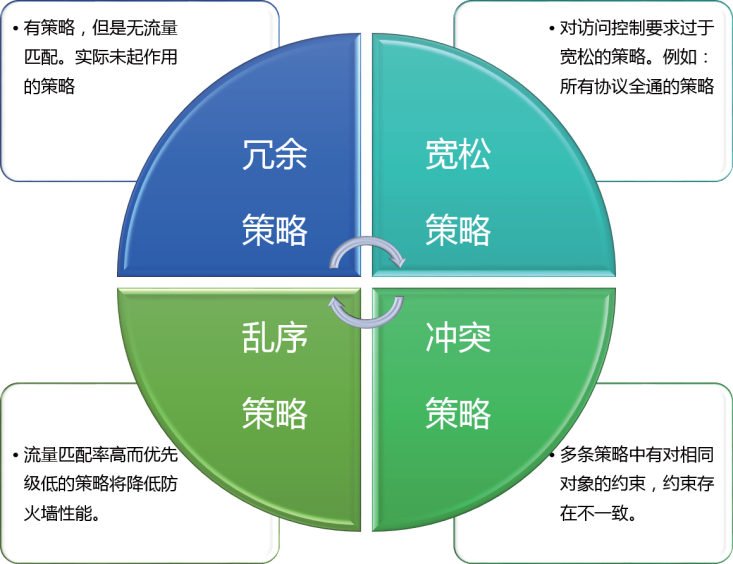 • 有策略，但是无流量
匹配。实际未起作用
的策略
• 对访问控制要求过于
宽松的策略。例如：
所有协议全通的策略
冗余
策略
宽松
策略
乱序
策略
冲突
策略
• 流量匹配率高而优先
级低的策略将降低防
火墙性能。
• 多条策略中有对相同
对象的约束，约束存
在不一致。